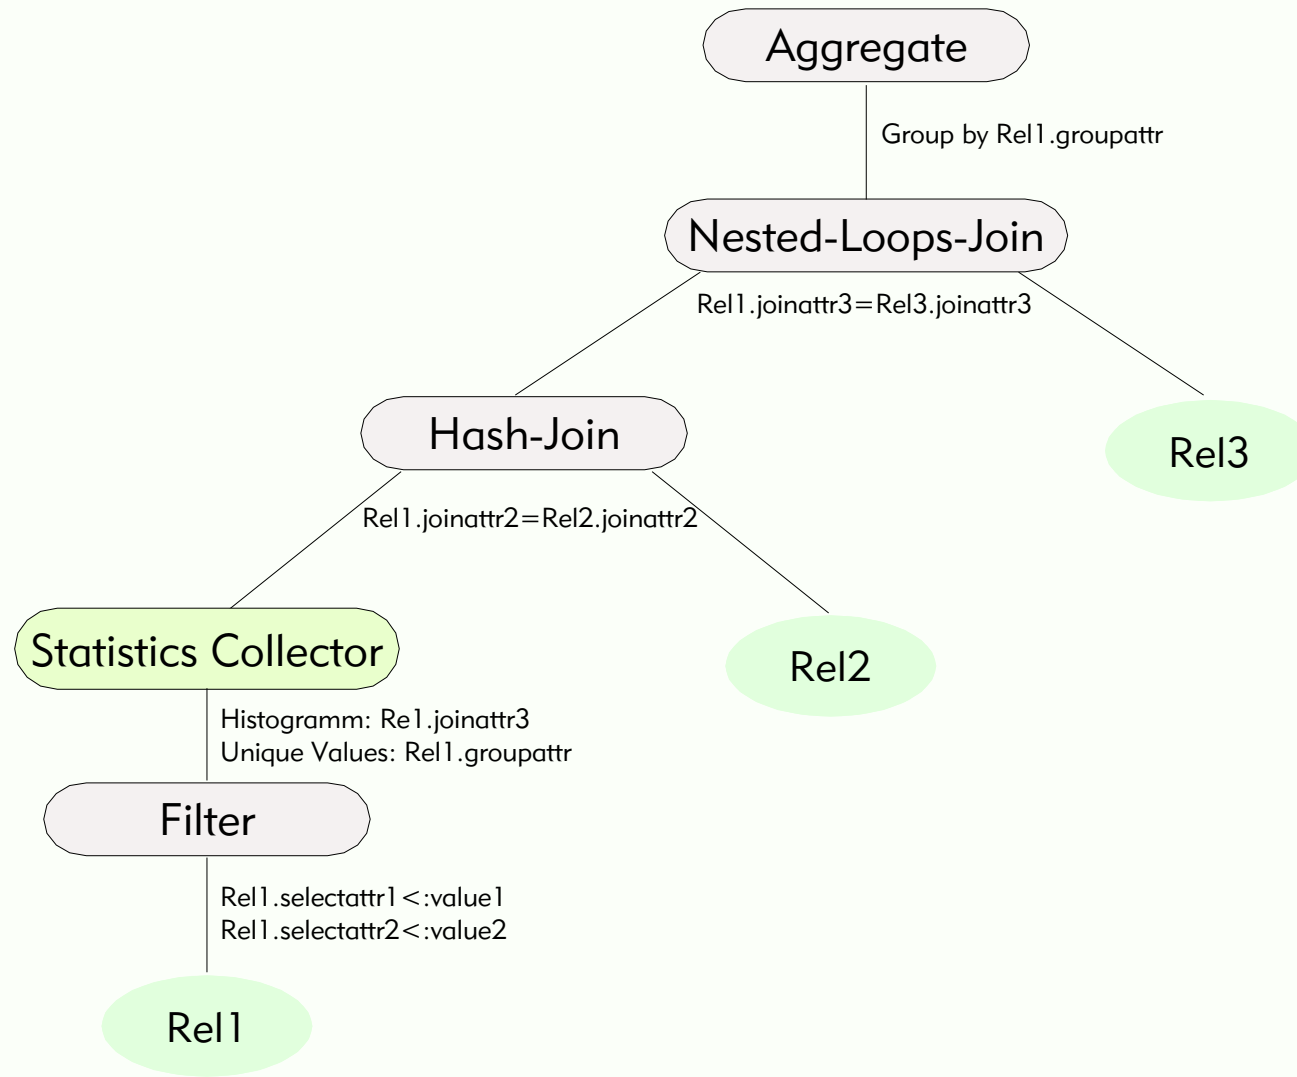 Aggregate
Group by Rel1.groupattr
Nested-Loops-Join
Rel1.joinattr3=Rel3.joinattr3
Hash-Join
Rel3
Rel1.joinattr2=Rel2.joinattr2
Statistics Collector
Rel2
Histogramm: Re1.joinattr3
Unique Values: Rel1.groupattr
Filter
Rel1.selectattr1<:value1
Rel1.selectattr2<:value2
Rel1